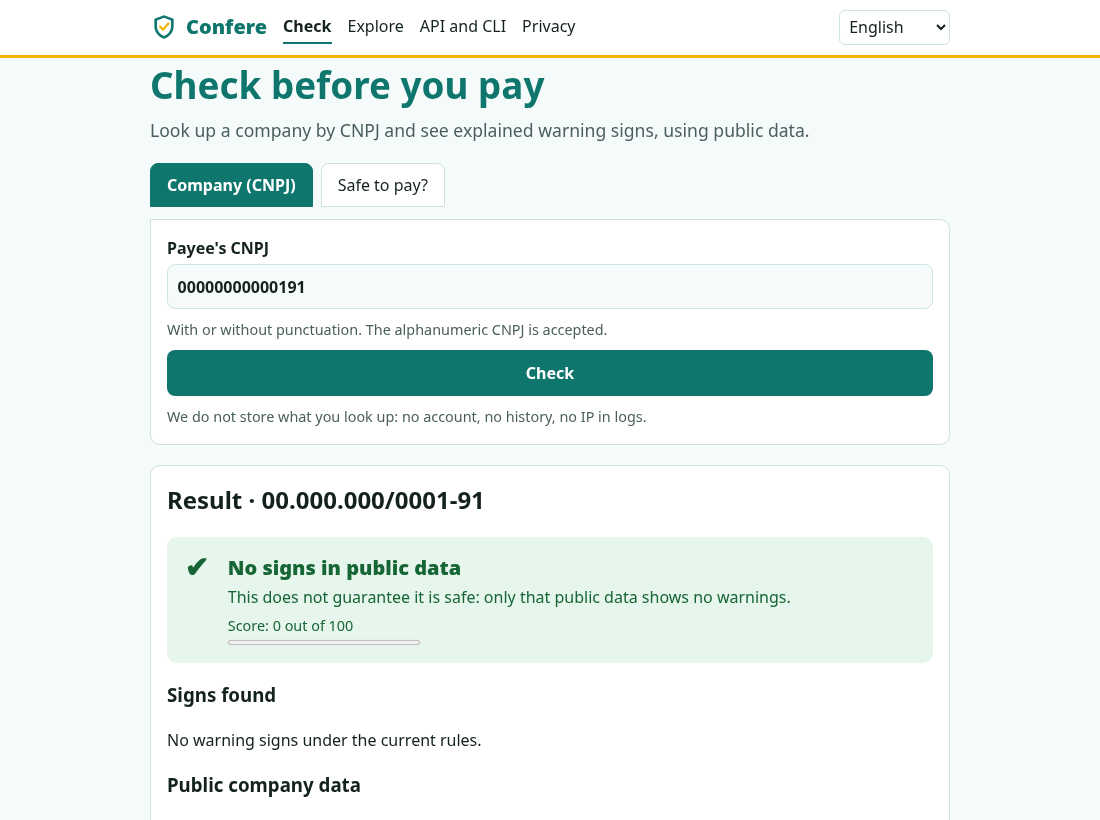 Confere
Check
Explore
API and CLI
Privacy
English
Check before you pay
Look up a company by CNPJ and see explained warning signs, using public data.
Company (CNPJ)
Safe to pay?
Payee's CNPJ
00000000000191
With or without punctuation. The alphanumeric CNPJ is accepted.
Check
We do not store what you look up: no account, no history, no IP in logs.
Result · 00.000.000/0001-91
✔ No signs in public data
This does not guarantee it is safe: only that public data shows no warnings.
Score: 0 out of 100
Signs found
No warning signs under the current rules.
Public company data